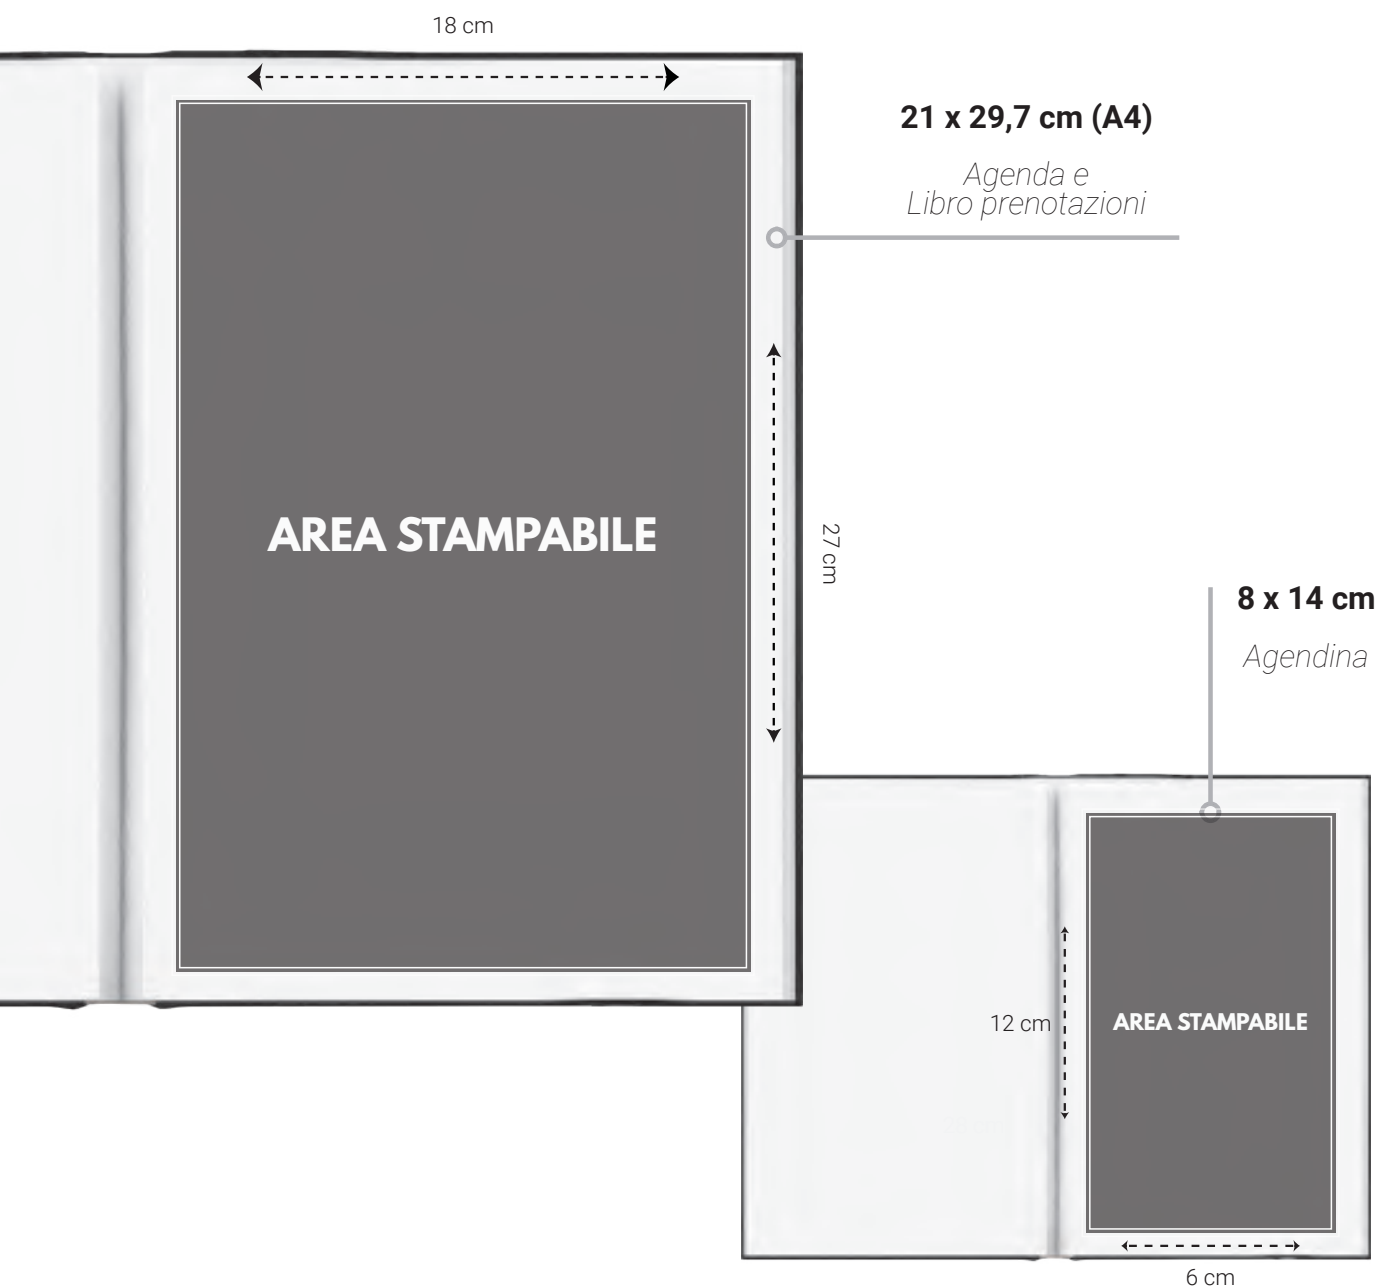 18 cm
21 x 29,7 cm (A4)
Agenda e
Libro prenotazioni
AREA STAMPABILE
27 cm
8 x 14 cm
Agendina
12 cm
AREA STAMPABILE
6 cm